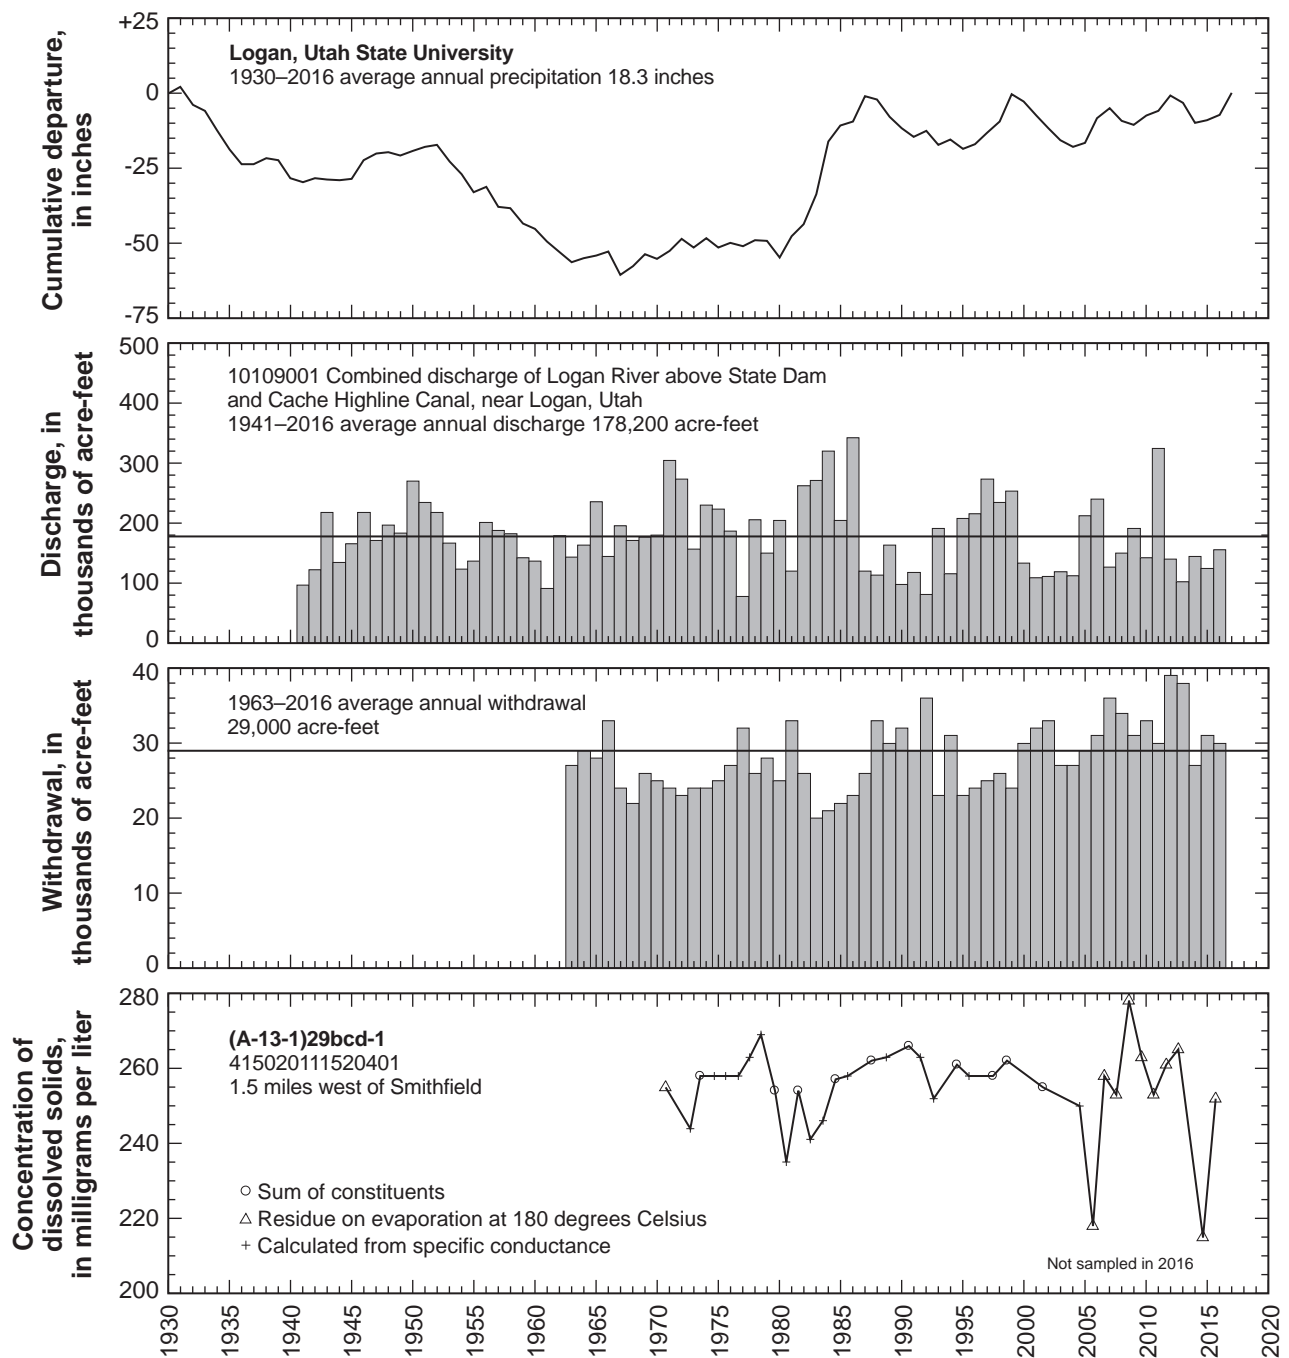 Cumulative departure,
in inches
+25
0
-25
-50
-75
Logan, Utah State University
1930–2016 average annual precipitation 18.3 inches
Discharge, in
thousands of acre-feet
500
400
300
200
100
0
10109001 Combined discharge of Logan River above State Dam
and Cache Highline Canal, near Logan, Utah
1941–2016 average annual discharge 178,200 acre-feet
Withdrawal, in
thousands of acre-feet
40
30
20
10
0
1963–2016 average annual withdrawal
29,000 acre-feet
Concentration of
dissolved solids,
in milligrams per liter
280
260
240
220
200
(A-13-1)29bcd-1
415020111520401
1.5 miles west of Smithfield
Sum of constituents
Residue on evaporation at 180 degrees Celsius
Calculated from specific conductance
Not sampled in 2016
1930
1935
1940
1945
1950
1955
1960
1965
1970
1975
1980
1985
1990
1995
2000
2005
2010
2015
2020